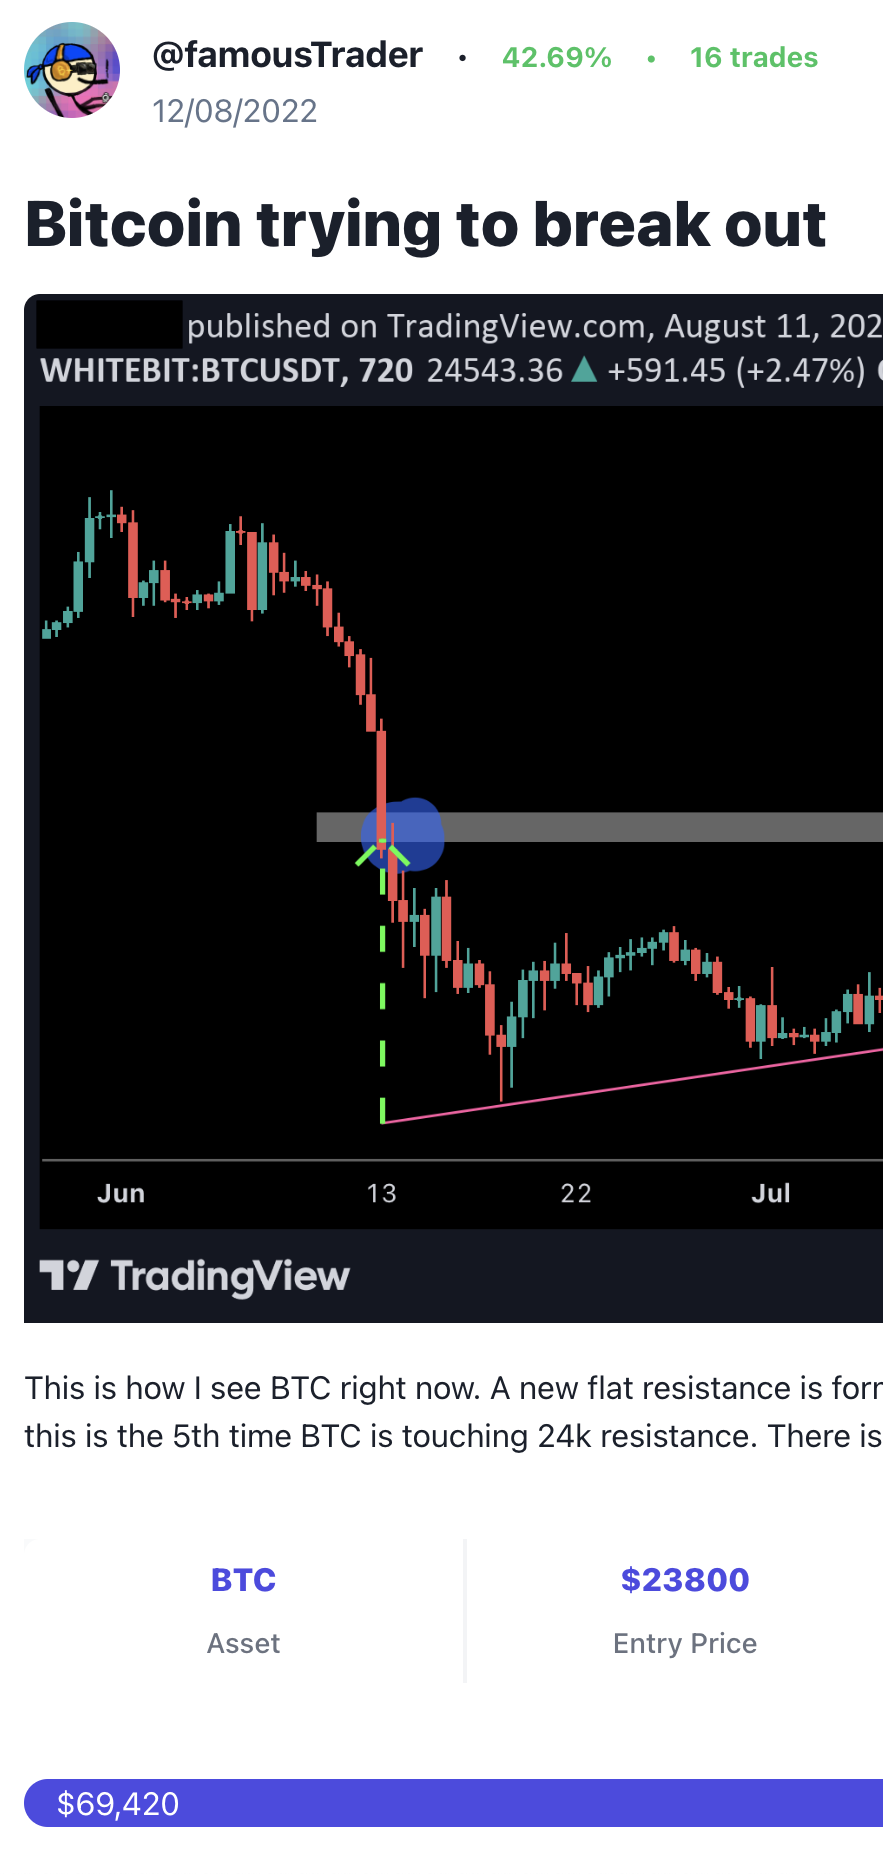 @famousTrader · 42.69% · 16 trades
12/08/2022
Bitcoin trying to break out
published on TradingView.com, August 11, 202
WHITEBIT:BTCUSDT, 720 24543.36 ▲ +591.45 (+2.47%)
Jun 13 22 Jul
TradingView
This is how I see BTC right now. A new flat resistance is forr
this is the 5th time BTC is touching 24k resistance. There is
BTC $23800
Asset Entry Price
$69,420